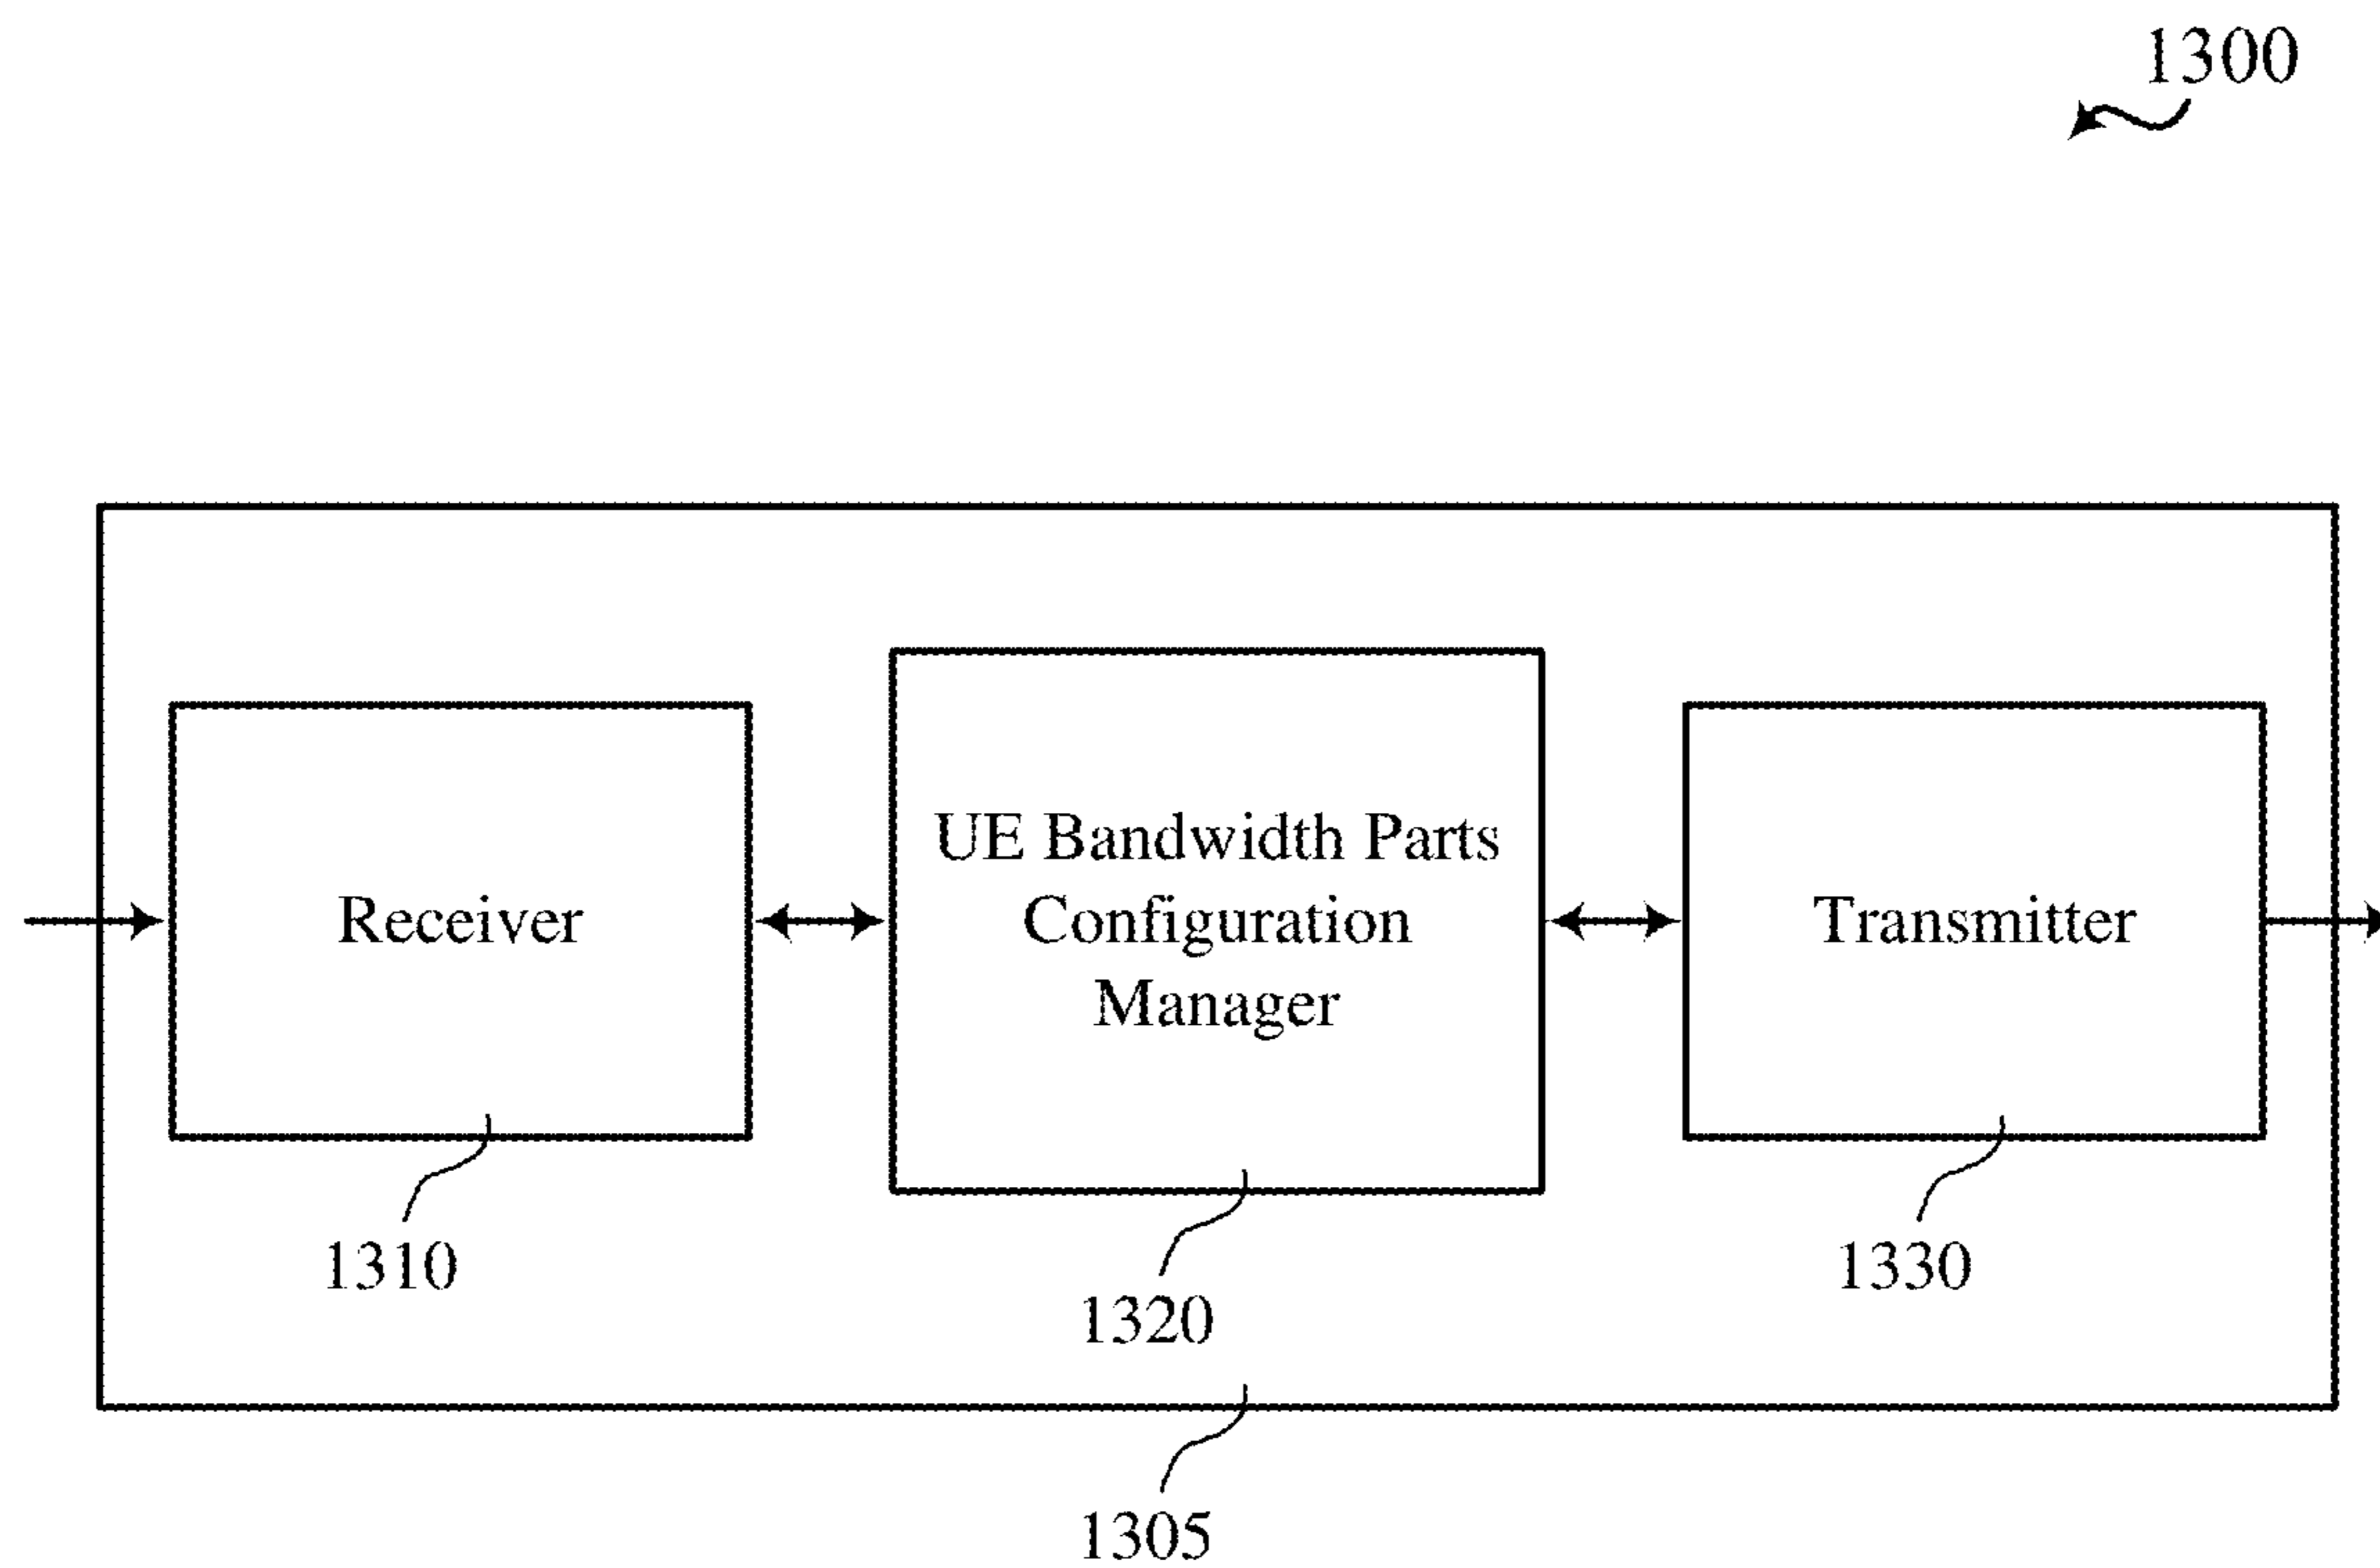 1300
Receiver
UE Bandwidth Parts
Configuration
Manager
Transmitter
1310
1320
1330
1305